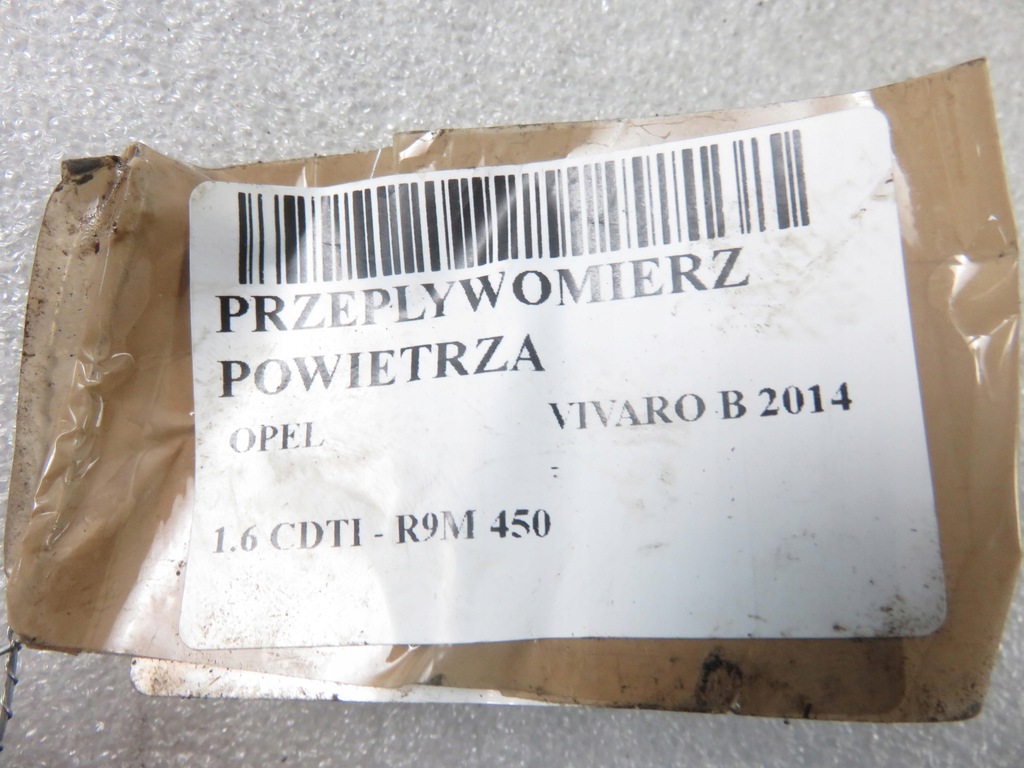 PRZEPLYWOMIERZ
POWIETRZA
OPEL VIVARO B 2014
-
1.6 CDTI - R9M 450